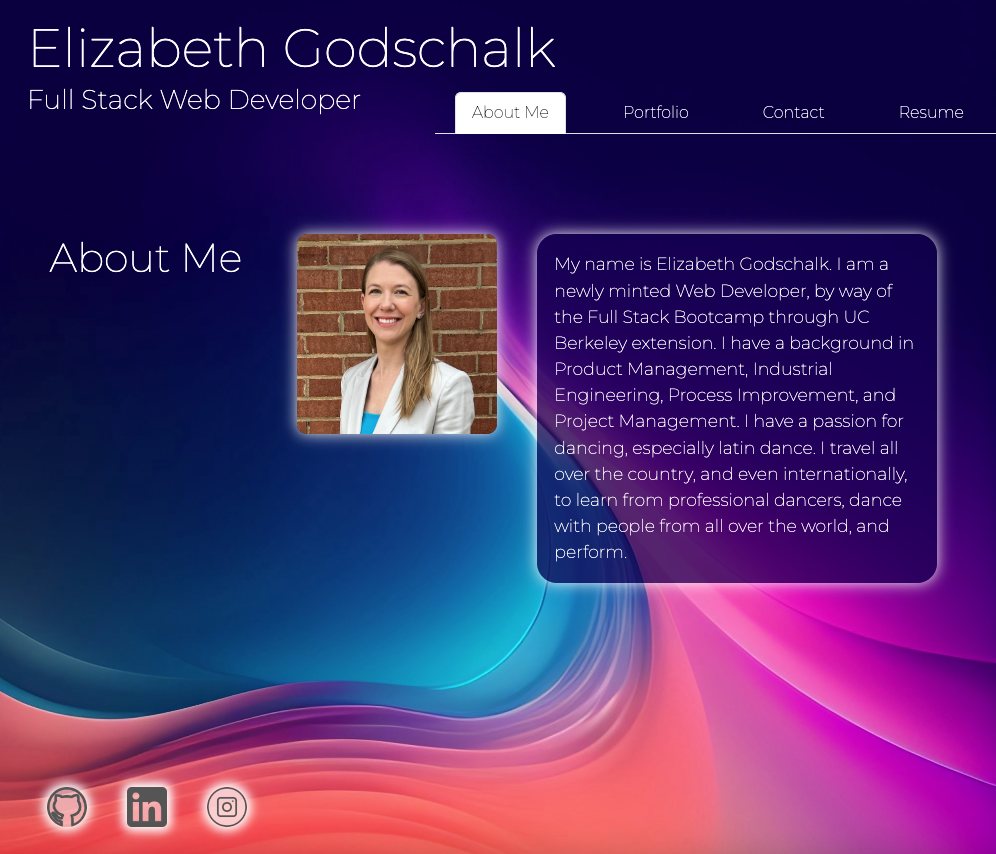 Elizabeth Godschalk
Full Stack Web Developer
About Me
Portfolio
Contact
Resume
About Me
My name is Elizabeth Godschalk. I am a
newly minted Web Developer, by way of
the Full Stack Bootcamp through UC
Berkeley extension. I have a background in
Product Management, Industrial
Engineering, Process Improvement, and
Project Management. I have a passion for
dancing, especially latin dance. I travel all
over the country, and even internationally,
to learn from professional dancers, dance
with people from all over the world, and
perform.
in